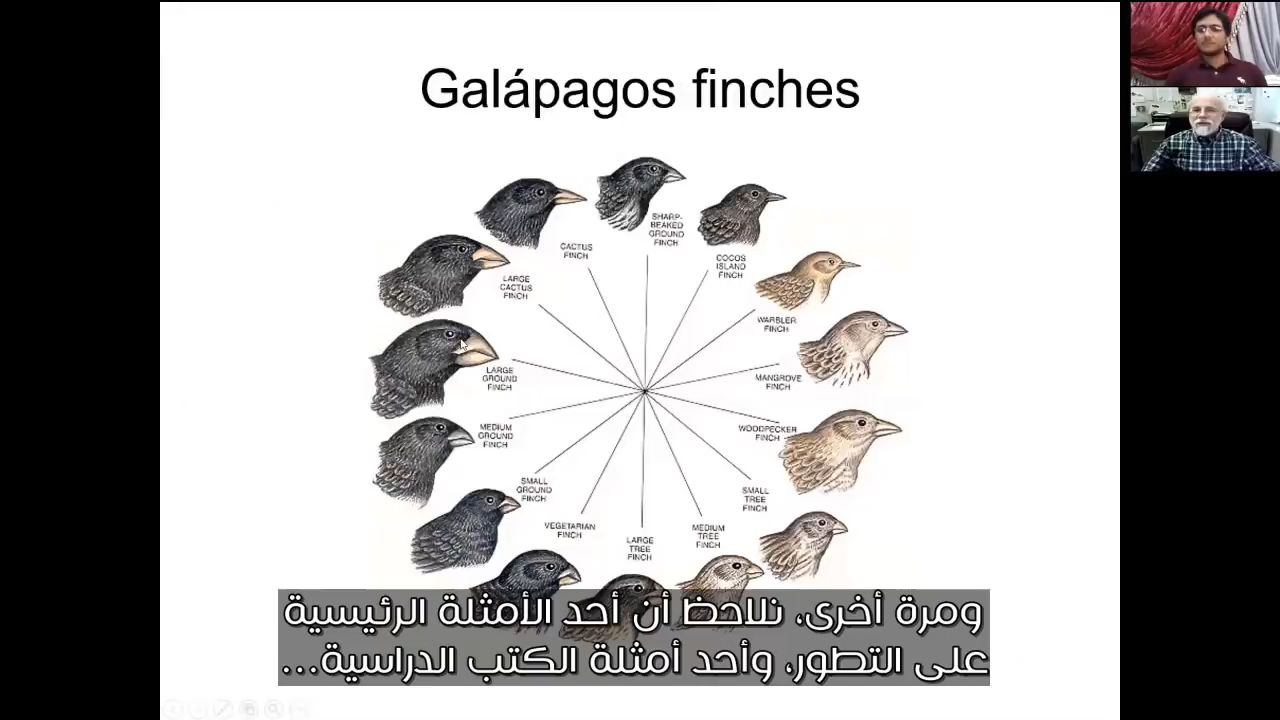 Galápagos finches
SHARP-
BEAKED
GROUND
FINCH
CACTUS
FINCH
COCOS
ISLAND
FINCH
LARGE
CACTUS
FINCH
WARBLER
FINCH
LARGE
GROUND
FINCH
MANGROVE
FINCH
MEDIUM
GROUND
FINCH
WOODPECKER
FINCH
SMALL
GROUND
FINCH
SMALL
TREE
FINCH
VEGETARIAN
FINCH
LARGE
TREE
FINCH
MEDIUM
TREE
FINCH
ومرة أخرى، نلاحظ أن أحد الأمثلة الرئيسية
على التطور، وأحد أمثلة الكتب الدراسية...